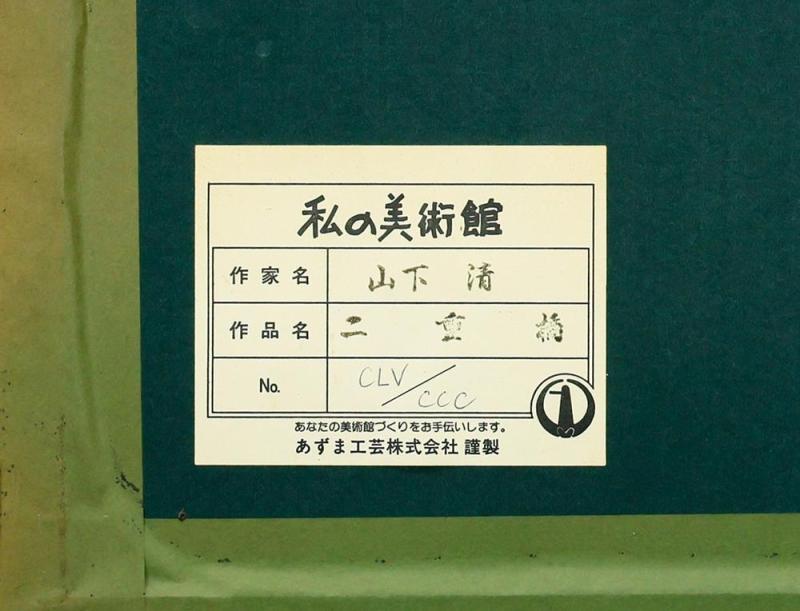 私の美術館
作家名 山下 清
作品名 二重橋
No. CLV/CCC
あなたの美術館づくりをお手伝いします。
あずま工芸株式会社 謹製